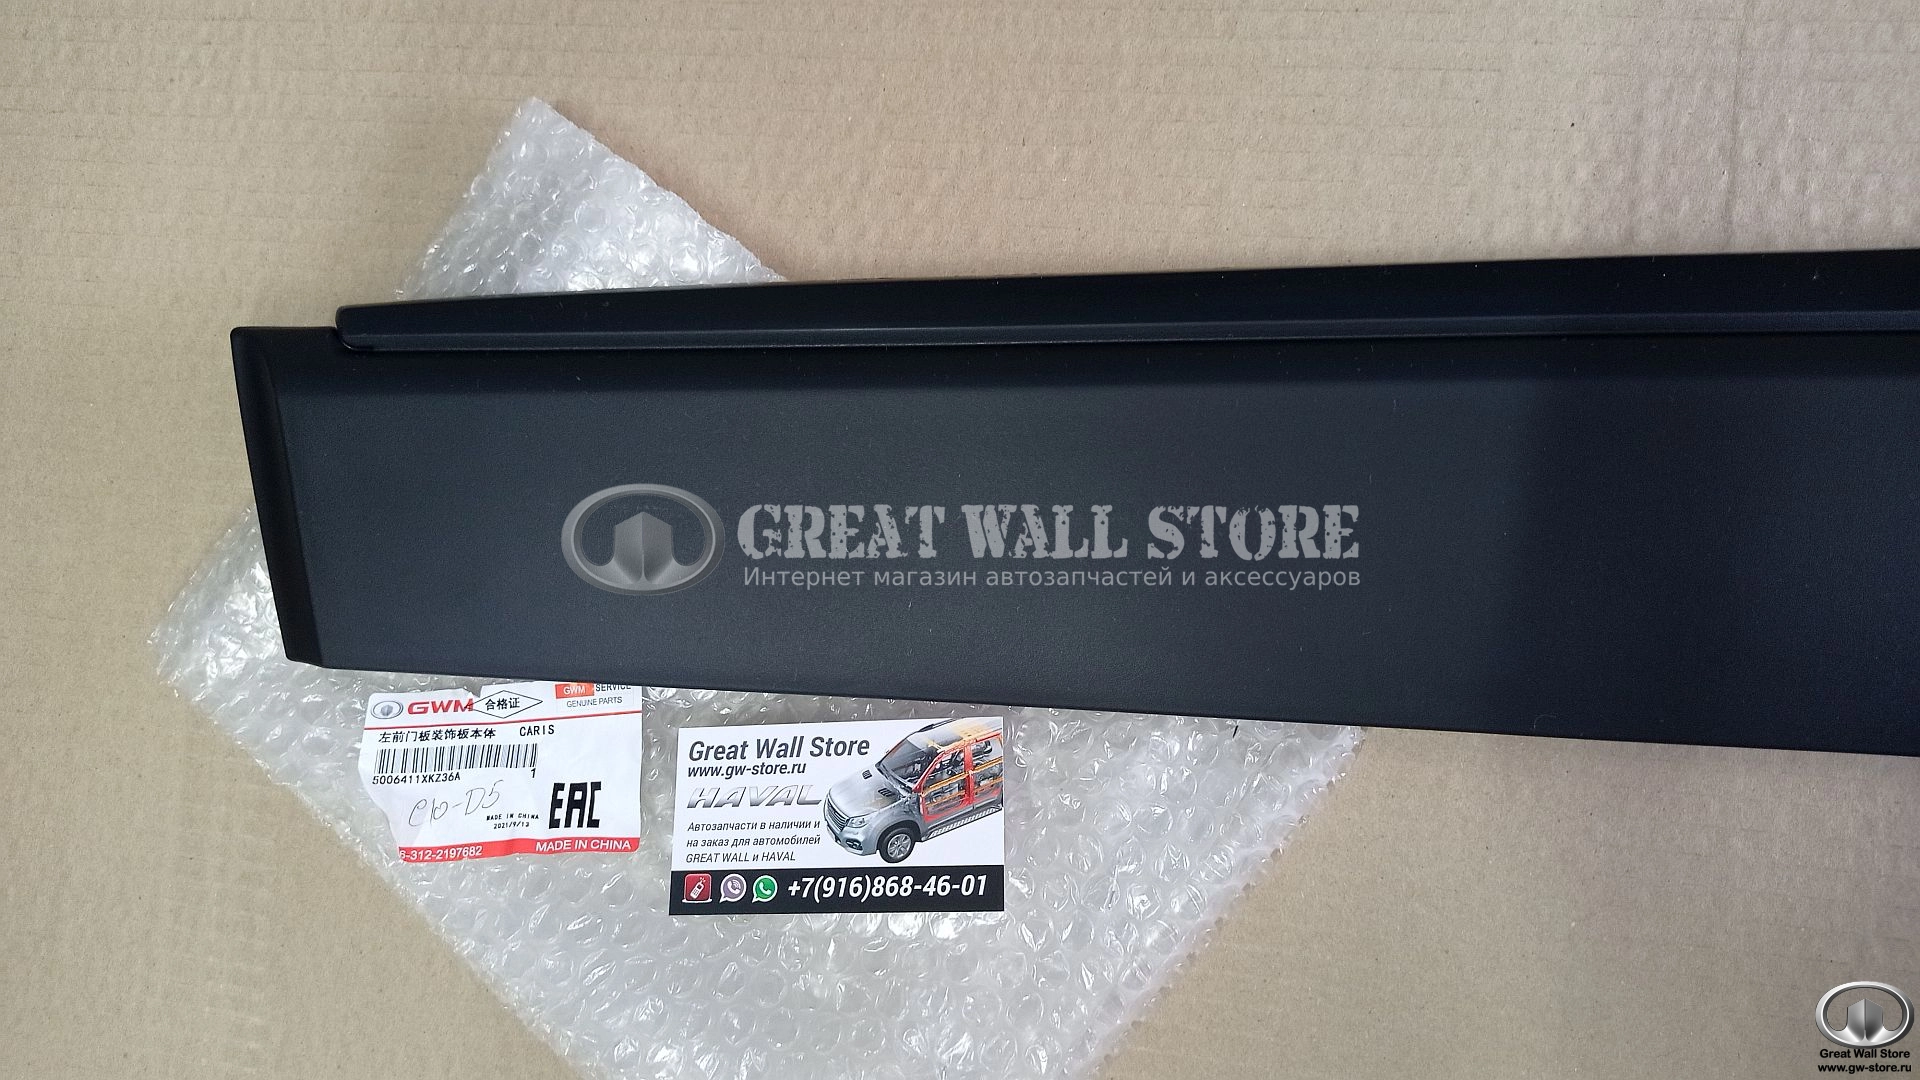 GREAT WALL STORE
Интернет магазин автозапчастей и аксессуаров
GWM
合格证
GWM SERVICE
GENUINE PARTS
左前门板装饰板本体 CARIS
5006411XKZ36A 1
C10-D5
MADE IN CHINA
2021/9/13
EAC
6-312-2197682 MADE IN CHINA
Great Wall Store
www.gw-store.ru
HAVAL
Автозапчасти в наличии и
на заказ для автомобилей
GREAT WALL и HAVAL
+7(916)868-46-01
Great Wall Store
www.gw-store.ru